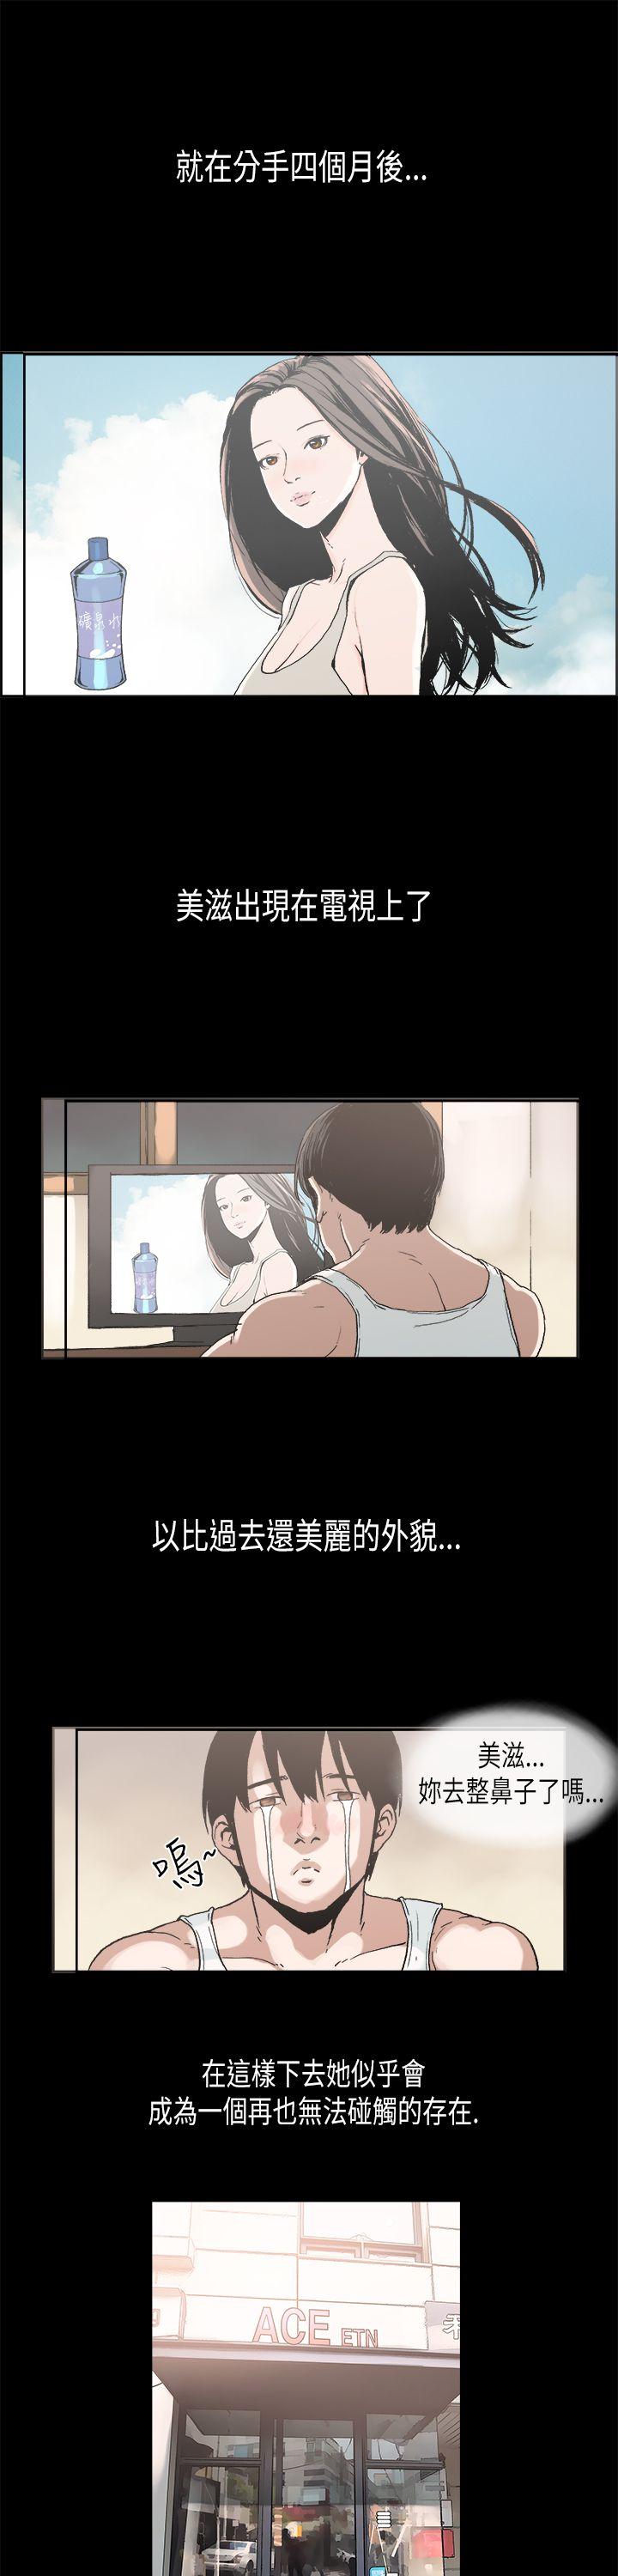 就在分手四個月後...
礦泉水
美滋出現在電視上了
以比過去還美麗的外貌...
美滋...
妳去整鼻子了嗎...
嗚~
在這樣下去她似乎會
成為一個再也無法碰觸的存在.
ACE ETN